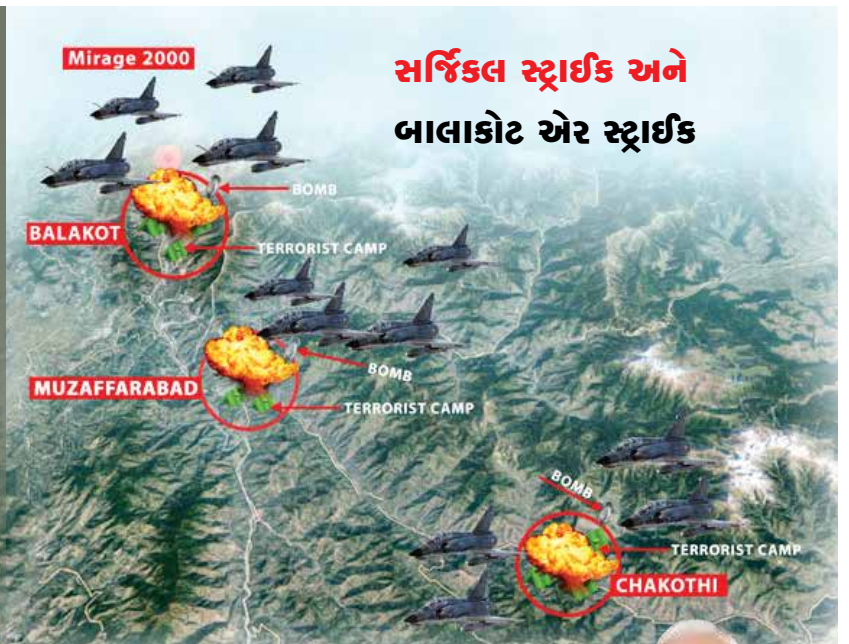 Mirage 2000
સર્જિકલ સ્ટ્રાઈક અને
બાલાકોટ એર સ્ટ્રાઈક
BOMB
BALAKOT
TERRORIST CAMP
BOMB
MUZAFFARABAD
TERRORIST CAMP
BOMB
TERRORIST CAMP
CHAKOTHI